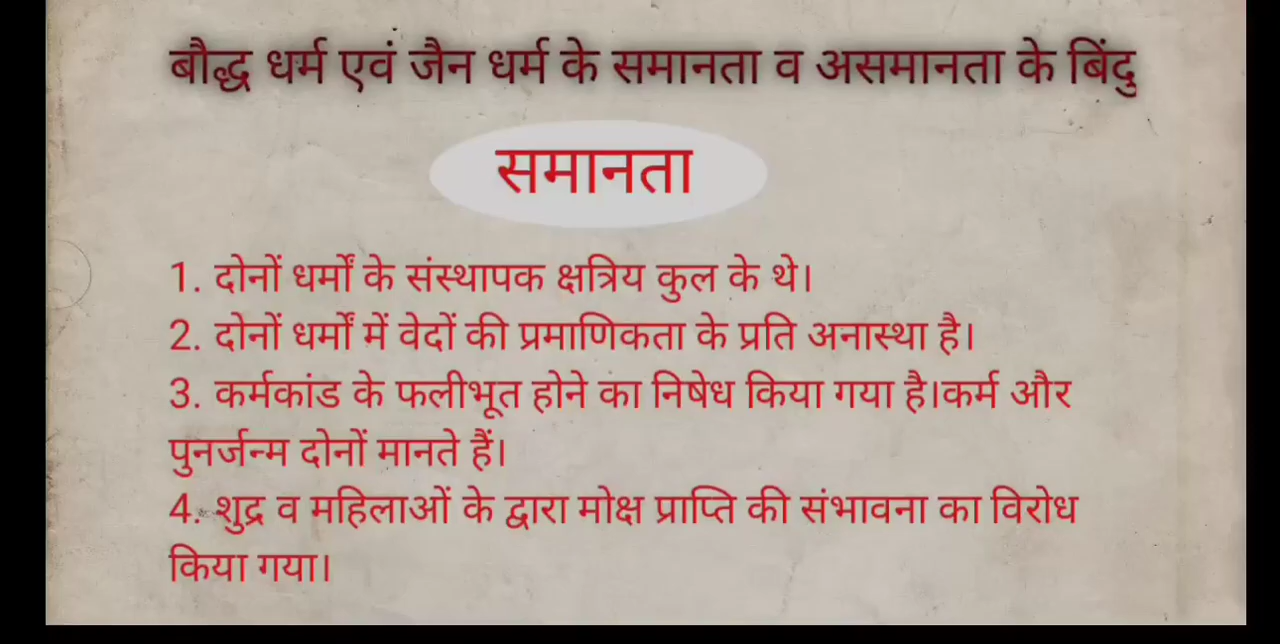 बौद्ध धर्म एवं जैन धर्म के समानता व असमानता के बिंदु
समानता
1. दोनों धर्मों के संस्थापक क्षत्रिय कुल के थे।
2. दोनों धर्मों में वेदों की प्रमाणिकता के प्रति अनास्था है।
3. कर्मकांड के फलीभूत होने का निषेध किया गया है।कर्म और
पुनर्जन्म दोनों मानते हैं।
4. शुद्र व महिलाओं के द्वारा मोक्ष प्राप्ति की संभावना का विरोध
किया गया।